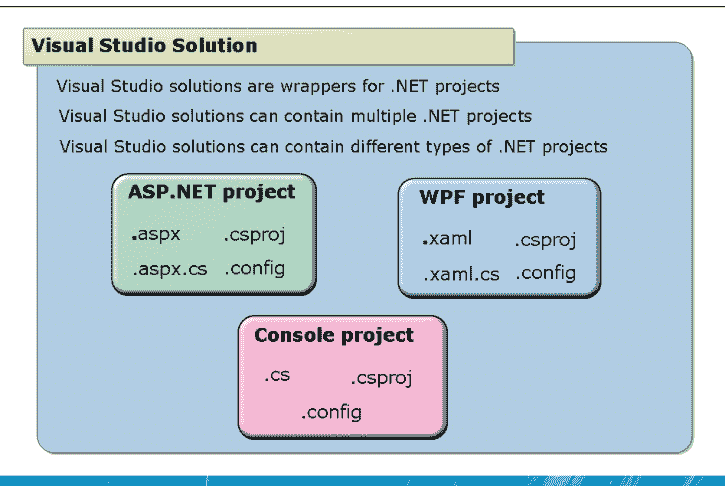 Visual Studio Solution
Visual Studio solutions are wrappers for .NET projects
Visual Studio solutions can contain multiple .NET projects
Visual Studio solutions can contain different types of .NET projects
ASP.NET project
.aspx .csproj
.aspx.cs .config
WPF project
.xaml .csproj
.xaml.cs .config
Console project
.cs .csproj
.config